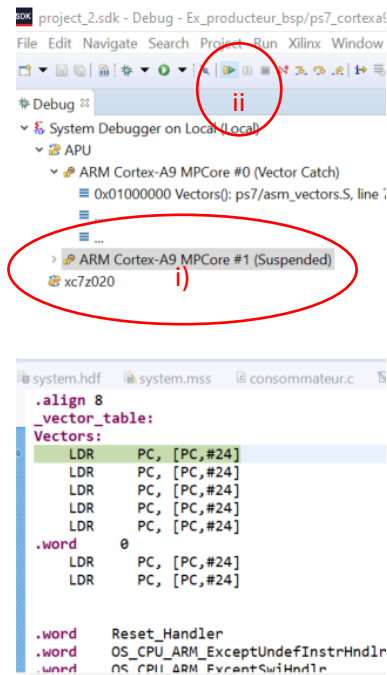 SDK project_2.sdk - Debug - Ex_producteur_bsp/ps7_cortexa9
File Edit Navigate Search Project Run Xilinx Window
ii
Debug
System Debugger on Local (Local)
APU
ARM Cortex-A9 MPCore #0 (Vector Catch)
0x01000000 Vectors(): ps7/asm_vectors.S, line 7
...
...
ARM Cortex-A9 MPCore #1 (Suspended)
xc7z020
i)
system.hdf system.mss consommateur.c
.align 8
_vector_table:
Vectors:
LDR PC, [PC,#24]
LDR PC, [PC,#24]
LDR PC, [PC,#24]
LDR PC, [PC,#24]
LDR PC, [PC,#24]
.word 0
LDR PC, [PC,#24]
LDR PC, [PC,#24]
.word Reset_Handler
.word OS_CPU_ARM_ExceptUndefInstrHndlr
.word OS_CPU_ARM_ExceptSwiHndlr